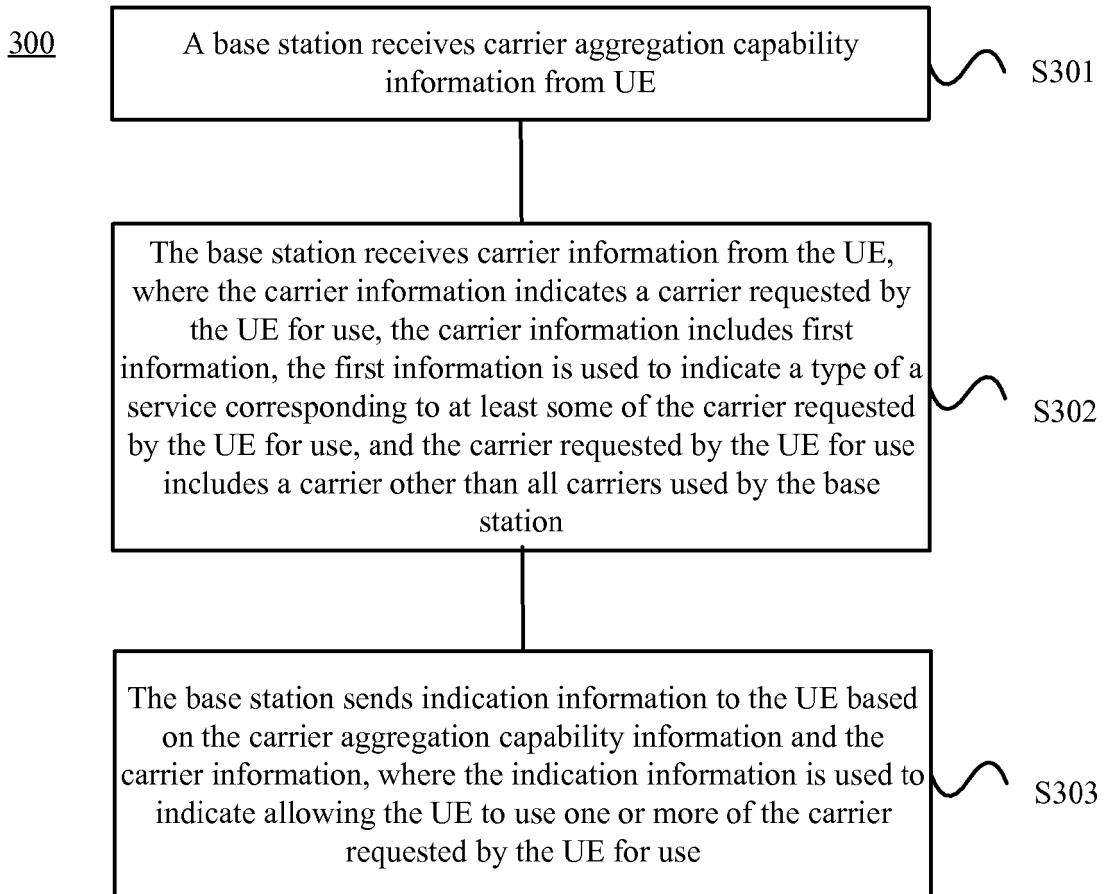 300
A base station receives carrier aggregation capability
information from UE
S301
The base station receives carrier information from the UE,
where the carrier information indicates a carrier requested by
the UE for use, the carrier information includes first
information, the first information is used to indicate a type of a
service corresponding to at least some of the carrier requested
by the UE for use, and the carrier requested by the UE for use
includes a carrier other than all carriers used by the base
station
S302
The base station sends indication information to the UE based
on the carrier aggregation capability information and the
carrier information, where the indication information is used to
indicate allowing the UE to use one or more of the carrier
requested by the UE for use
S303